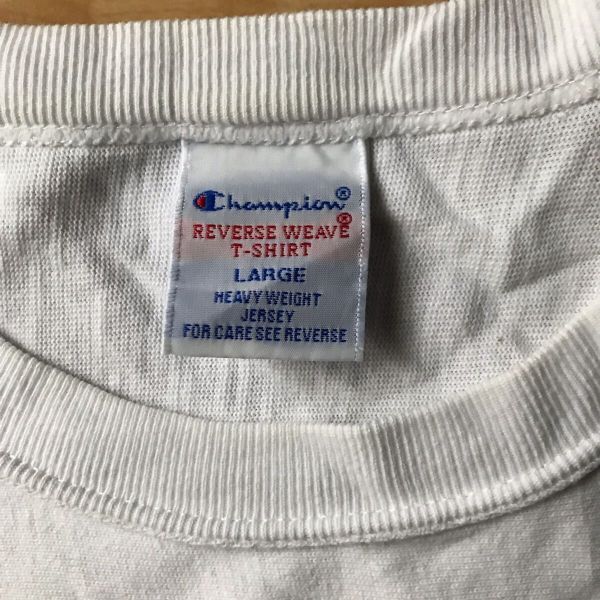 Champion®
REVERSE WEAVE®
T-SHIRT
LARGE
HEAVY WEIGHT
JERSEY
FOR CARE SEE REVERSE